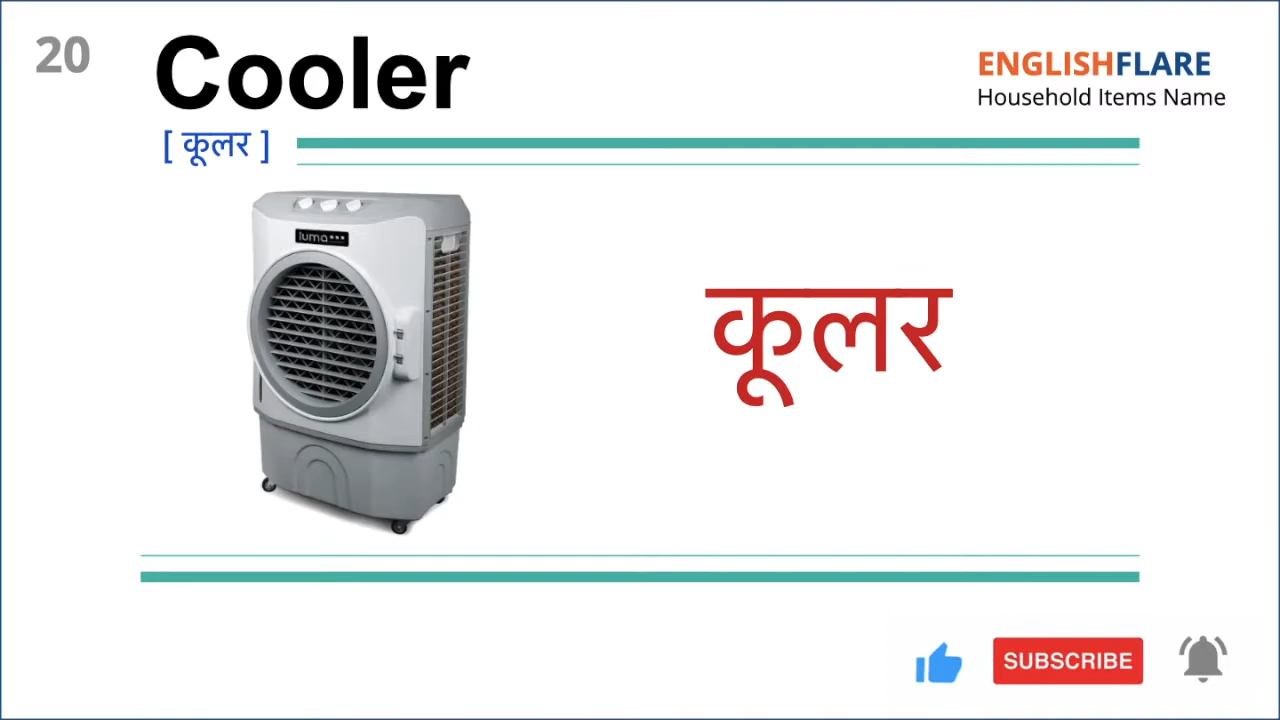 20
Cooler
ENGLISHFLARE
Household Items Name
[ कूलर ]
luma
कूलर
SUBSCRIBE